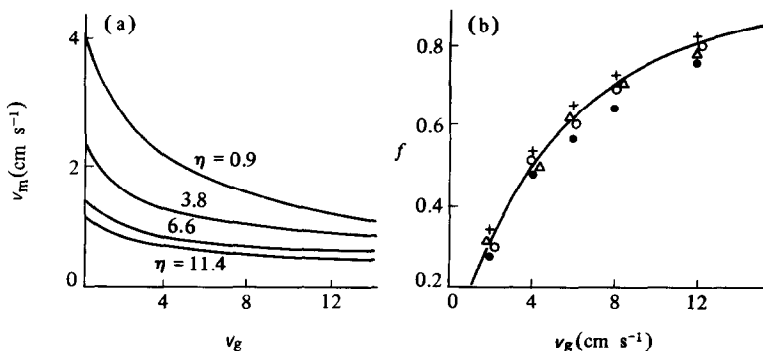 (a)
4
2
0
v_m (cm s⁻¹)
η = 0.9
3.8
6.6
η = 11.4
4
8
12
v_g
(b)
0.8
0.6
0.4
0.2
f
0
4
8
12
v_g (cm s⁻¹)